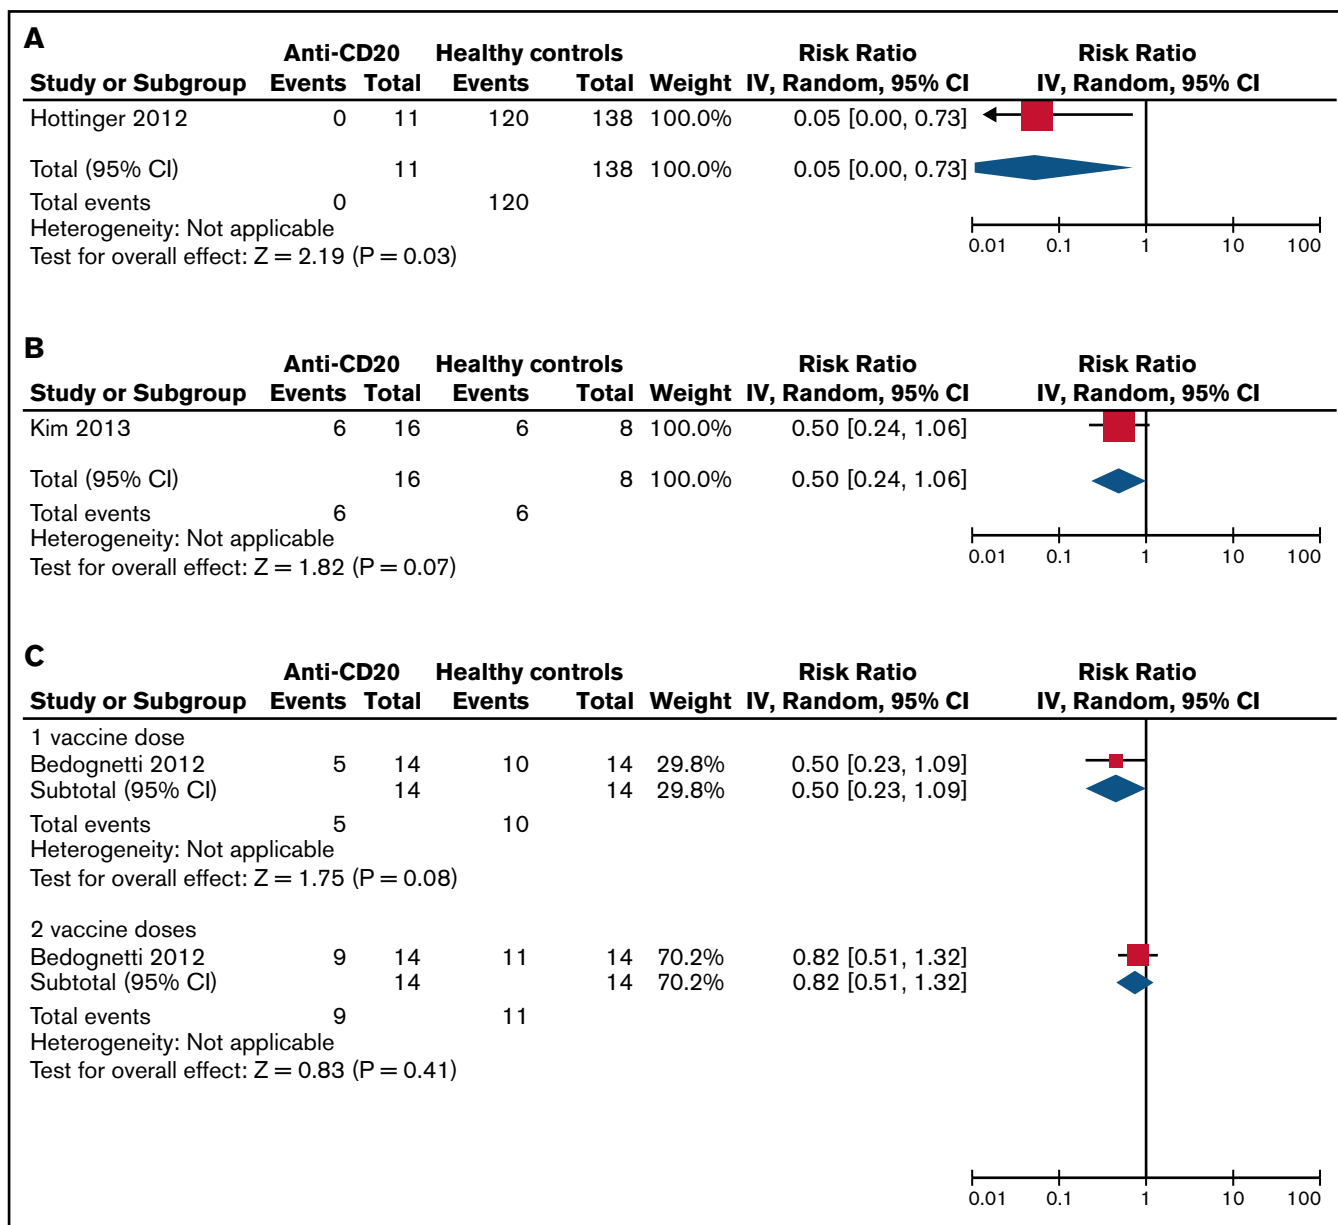 A
Anti-CD20 Healthy controls Risk Ratio Risk Ratio
Study or Subgroup Events Total Events Total Weight IV, Random, 95% CI IV, Random, 95% CI
Hottinger 2012 0 11 120 138 100.0% 0.05 [0.00, 0.73]
Total (95% CI) 11 138 100.0% 0.05 [0.00, 0.73]
Total events 0 120
Heterogeneity: Not applicable
Test for overall effect: Z = 2.19 (P = 0.03)
0.01 0.1 1 10 100
B
Anti-CD20 Healthy controls Risk Ratio Risk Ratio
Study or Subgroup Events Total Events Total Weight IV, Random, 95% CI IV, Random, 95% CI
Kim 2013 6 16 6 8 100.0% 0.50 [0.24, 1.06]
Total (95% CI) 16 8 100.0% 0.50 [0.24, 1.06]
Total events 6 6
Heterogeneity: Not applicable
Test for overall effect: Z = 1.82 (P = 0.07)
0.01 0.1 1 10 100
C
Anti-CD20 Healthy controls Risk Ratio Risk Ratio
Study or Subgroup Events Total Events Total Weight IV, Random, 95% CI IV, Random, 95% CI
1 vaccine dose
Bedognetti 2012 5 14 10 14 29.8% 0.50 [0.23, 1.09]
Subtotal (95% CI) 14 14 29.8% 0.50 [0.23, 1.09]
Total events 5 10
Heterogeneity: Not applicable
Test for overall effect: Z = 1.75 (P = 0.08)
2 vaccine doses
Bedognetti 2012 9 14 11 14 70.2% 0.82 [0.51, 1.32]
Subtotal (95% CI) 14 14 70.2% 0.82 [0.51, 1.32]
Total events 9 11
Heterogeneity: Not applicable
Test for overall effect: Z = 0.83 (P = 0.41)
0.01 0.1 1 10 100